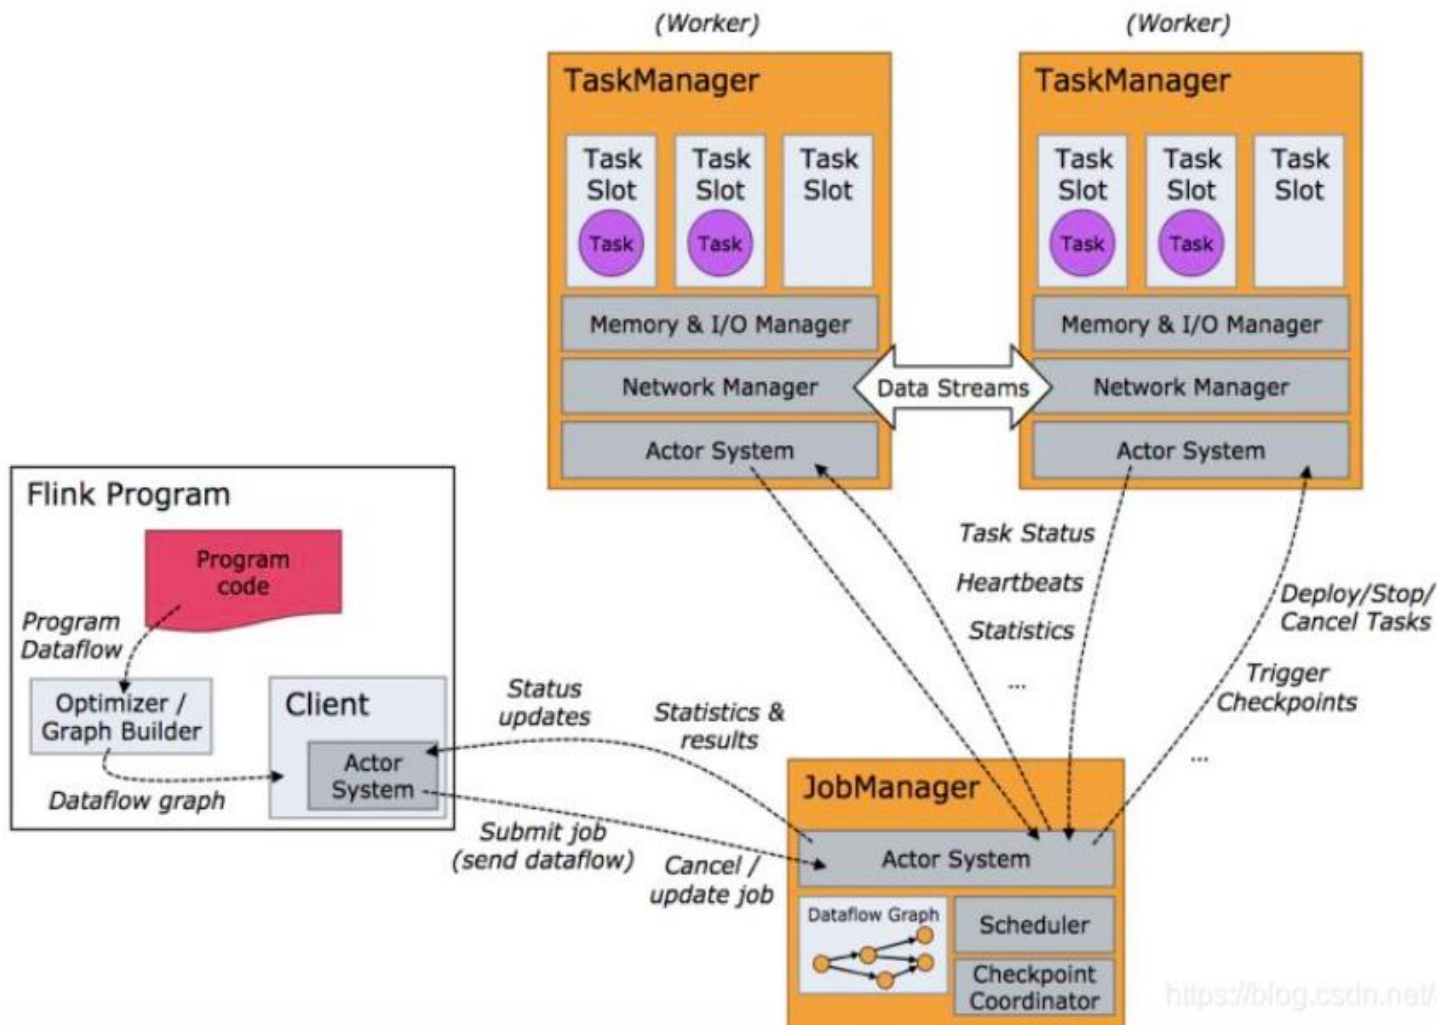 (Worker)
(Worker)
TaskManager
Task
Slot
Task
Task
Slot
Task
Task
Slot
Memory & I/O Manager
Network Manager
Actor System
Data Streams
TaskManager
Task
Slot
Task
Task
Slot
Task
Task
Slot
Memory & I/O Manager
Network Manager
Actor System
Flink Program
Program
code
Program
Dataflow
Optimizer /
Graph Builder
Dataflow graph
Client
Actor
System
Status
updates
Statistics &
results
Submit job
(send dataflow)
Cancel /
update job
Task Status
Heartbeats
Statistics
...
Deploy/Stop/
Cancel Tasks
Trigger
Checkpoints
...
JobManager
Actor System
Dataflow Graph
Scheduler
Checkpoint
Coordinator
https://blog.csdn.net/